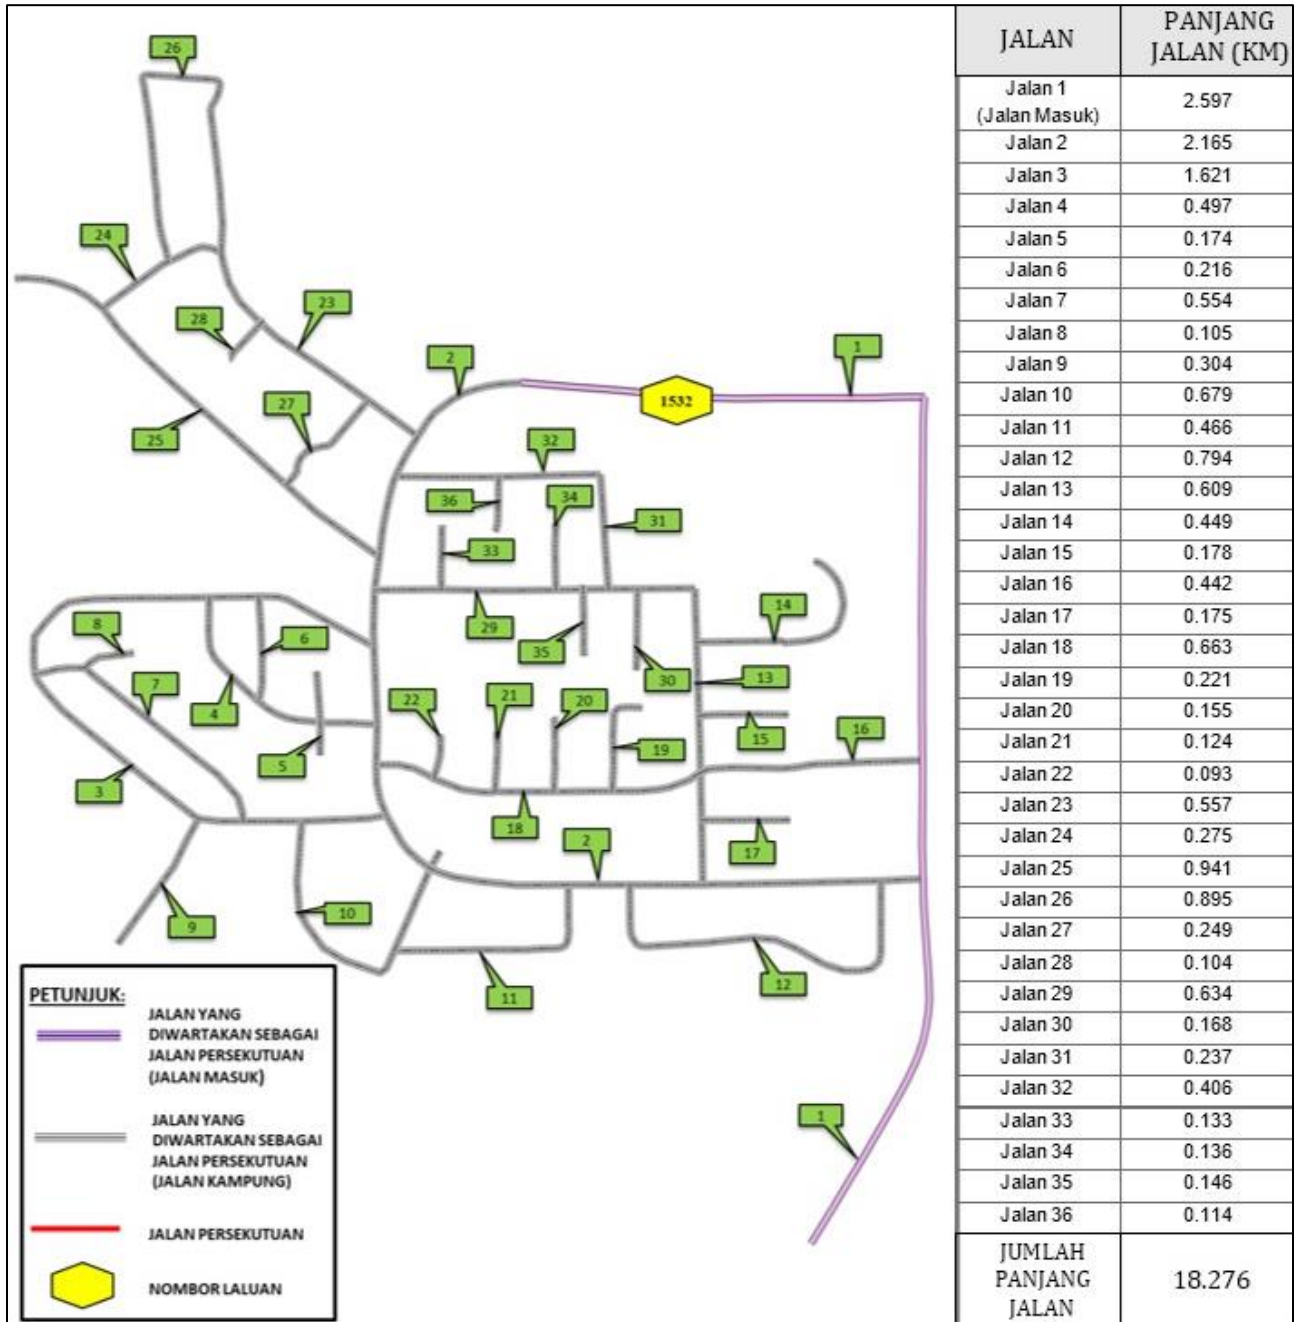 26
24
23
28
2
1
1532
27
25
32
36
34
31
33
14
8
6
29
35
30
13
7
4
22
21
20
5
19
15
16
3
18
2
17
9
10
11
12
1
PETUNJUK:
JALAN YANG
DIWARTAKAN SEBAGAI
JALAN PERSEKUTUAN
(JALAN MASUK)
JALAN YANG
DIWARTAKAN SEBAGAI
JALAN PERSEKUTUAN
(JALAN KAMPUNG)
JALAN PERSEKUTUAN
NOMBOR LALUAN
JALAN PANJANG
JALAN (KM)
Jalan 1
(Jalan Masuk) 2.597
Jalan 2 2.165
Jalan 3 1.621
Jalan 4 0.497
Jalan 5 0.174
Jalan 6 0.216
Jalan 7 0.554
Jalan 8 0.105
Jalan 9 0.304
Jalan 10 0.679
Jalan 11 0.466
Jalan 12 0.794
Jalan 13 0.609
Jalan 14 0.449
Jalan 15 0.178
Jalan 16 0.442
Jalan 17 0.175
Jalan 18 0.663
Jalan 19 0.221
Jalan 20 0.155
Jalan 21 0.124
Jalan 22 0.093
Jalan 23 0.557
Jalan 24 0.275
Jalan 25 0.941
Jalan 26 0.895
Jalan 27 0.249
Jalan 28 0.104
Jalan 29 0.634
Jalan 30 0.168
Jalan 31 0.237
Jalan 32 0.406
Jalan 33 0.133
Jalan 34 0.136
Jalan 35 0.146
Jalan 36 0.114
JUMLAH
PANJANG 18.276
JALAN